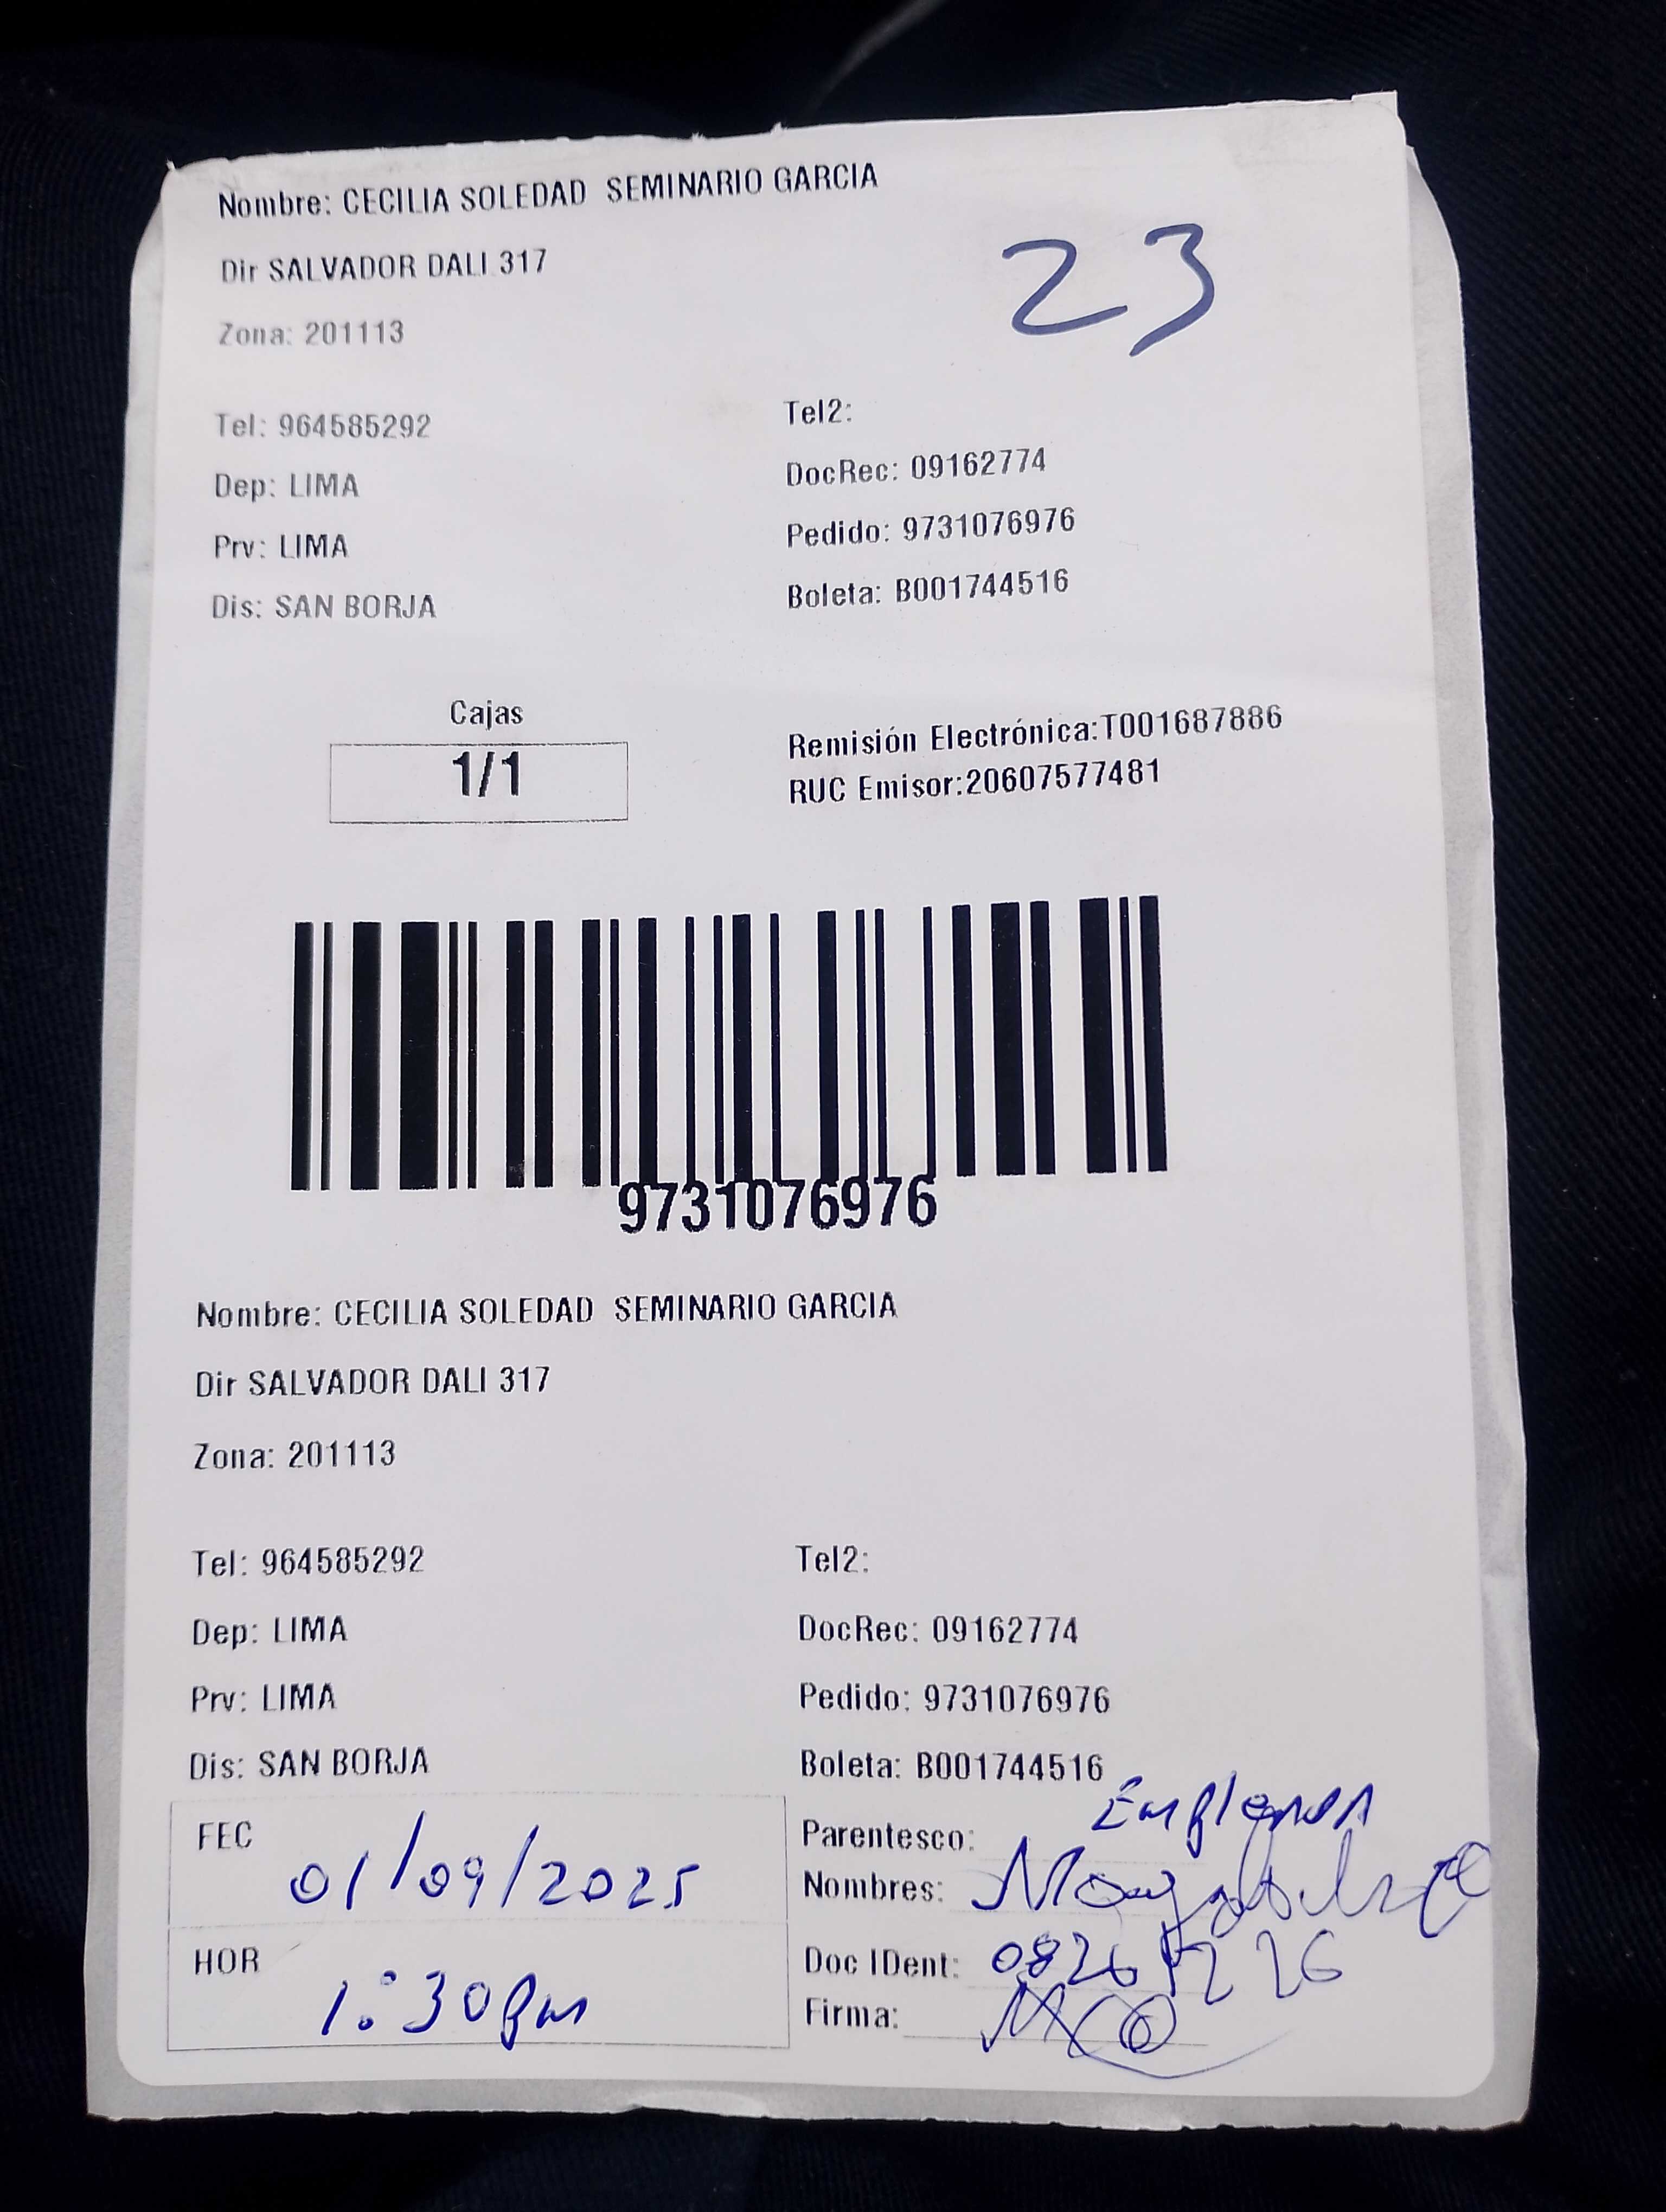 Nombre: CECILIA SOLEDAD SEMINARIO GARCIA
23
Dir SALVADOR DALI 317
Zona: 201113
Tel: 964585292
Tel2:
Dep: LIMA
DocRec: 09162774
Prv: LIMA
Pedido: 9731076976
Dis: SAN BORJA
Boleta: B001744516
Cajas
1/1
Remisión Electrónica:T001687886
RUC Emisor:20607577481
9731076976
Nombre: CECILIA SOLEDAD SEMINARIO GARCIA
Dir SALVADOR DALI 317
Zona: 201113
Tel: 964585292
Tel2:
Dep: LIMA
DocRec: 09162774
Prv: LIMA
Pedido: 9731076976
Dis: SAN BORJA
Boleta: B001744516
FEC 01/09/2025
Parentesco:
Nombres:
HOR 1:30pm
Doc IDent:
Firma: